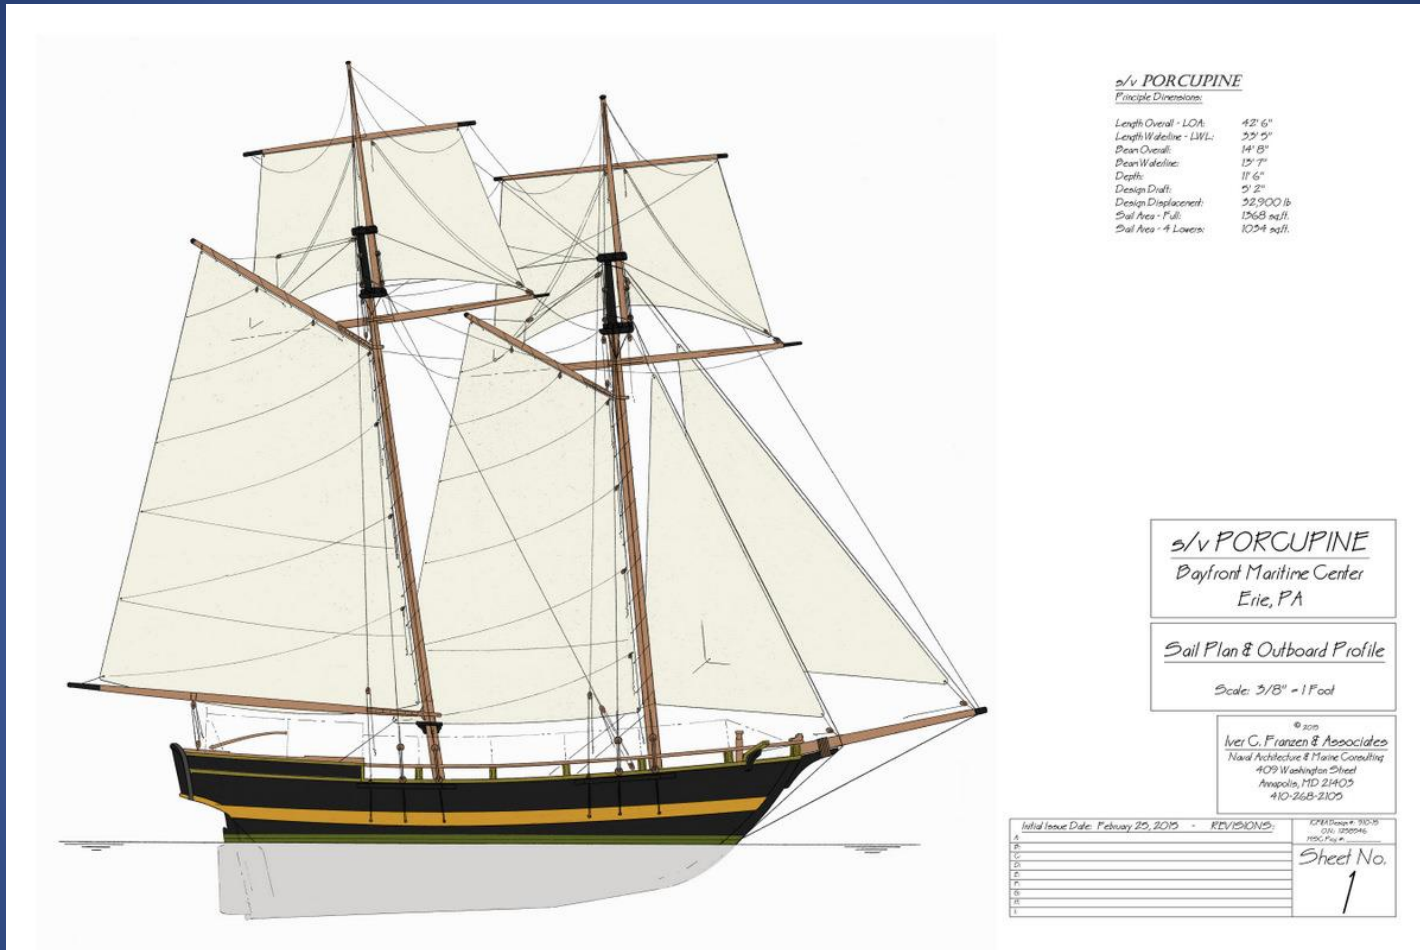 s/v PORCUPINE
Principle Dimensions:
Length Overall - LOA: 42' 6"
Length Waterline - LWL: 33' 5"
Beam Overall: 14' 8"
Beam Waterline: 13' 7"
Depth: 11' 6"
Design Draft: 5' 2"
Design Displacement: 32,900 lb
Sail Area - Full: 1368 sq.ft.
Sail Area - 4 Lowers: 1034 sq.ft.
s/v PORCUPINE
Bayfront Maritime Center
Erie, PA
Sail Plan & Outboard Profile
Scale: 3/8" = 1 Foot
© 2015
Iver C. Franzen & Associates
Naval Architecture & Marine Consulting
409 Washington Street
Annapolis, MD 21403
410-268-2105
Initial Issue Date: February 25, 2015 - REVISIONS:
A.
B.
C.
D.
E.
F.
G.
H.
I.
Sheet No.
1